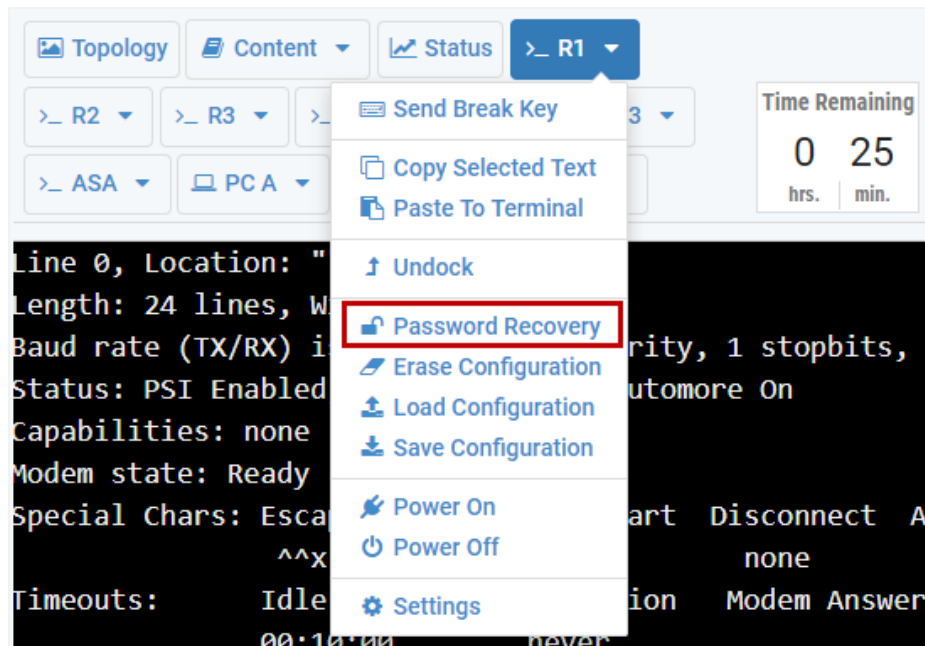 Topology Content Status >_ R1
>_ R2 >_ R3 >_ 3
>_ ASA PC A
Time Remaining
0 25
hrs. min.
Send Break Key
Copy Selected Text
Paste To Terminal
Undock
Password Recovery
Erase Configuration
Load Configuration
Save Configuration
Power On
Power Off
Settings
Line 0, Location: "
Length: 24 lines, W
Baud rate (TX/RX) i rity, 1 stopbits,
Status: PSI Enabled utomore On
Capabilities: none
Modem state: Ready
Special Chars: Esca art Disconnect A
^^x none
Timeouts: Idle ion Modem Answer
00:10:00 never